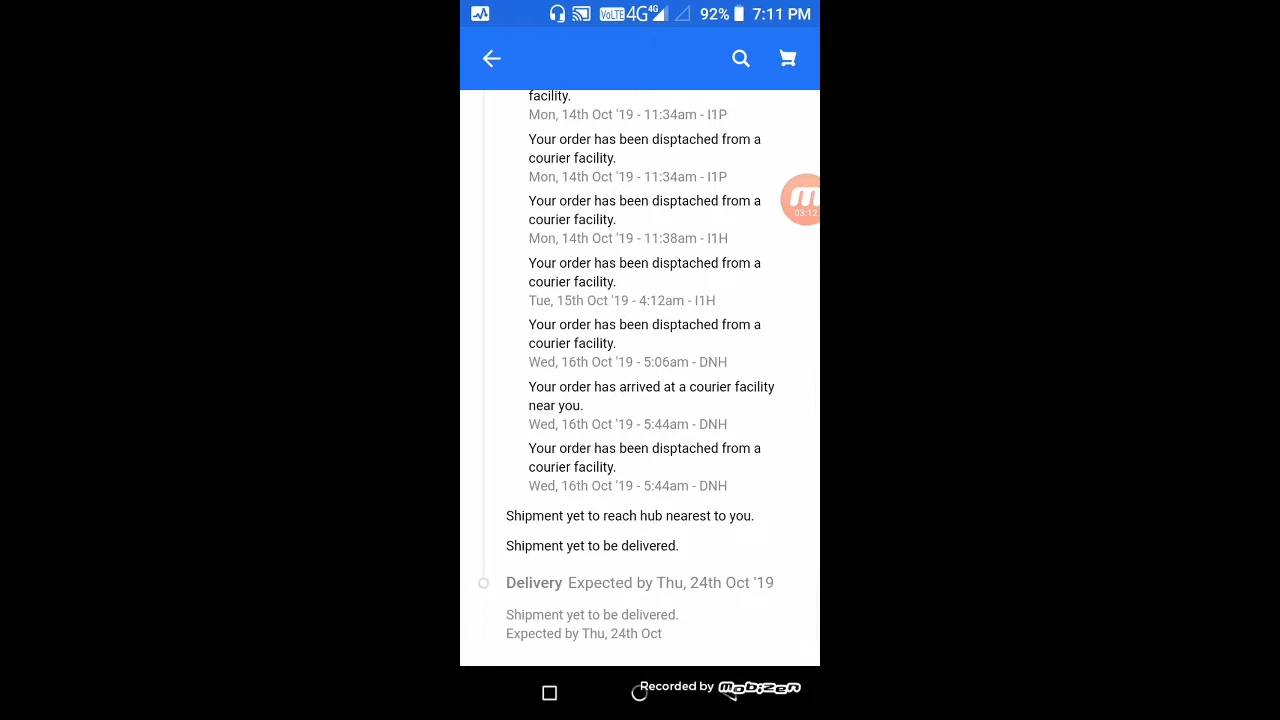 VoLTE 4G 4G 92% 7:11 PM
facility.
Mon, 14th Oct '19 - 11:34am - I1P
Your order has been disptached from a
courier facility.
Mon, 14th Oct '19 - 11:34am - I1P
Your order has been disptached from a
courier facility.
Mon, 14th Oct '19 - 11:38am - I1H
03:12
Your order has been disptached from a
courier facility.
Tue, 15th Oct '19 - 4:12am - I1H
Your order has been disptached from a
courier facility.
Wed, 16th Oct '19 - 5:06am - DNH
Your order has arrived at a courier facility
near you.
Wed, 16th Oct '19 - 5:44am - DNH
Your order has been disptached from a
courier facility.
Wed, 16th Oct '19 - 5:44am - DNH
Shipment yet to reach hub nearest to you.
Shipment yet to be delivered.
Delivery Expected by Thu, 24th Oct '19
Shipment yet to be delivered.
Expected by Thu, 24th Oct
Recorded by mobizen